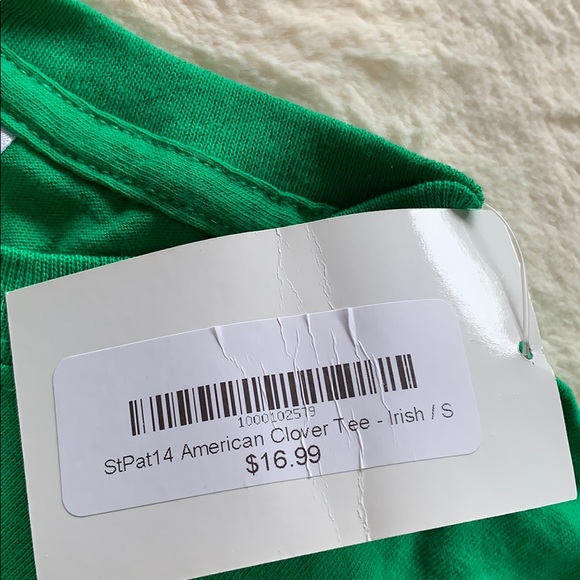 1000102579
StPat14 American Clover Tee - Irish / S
$16.99